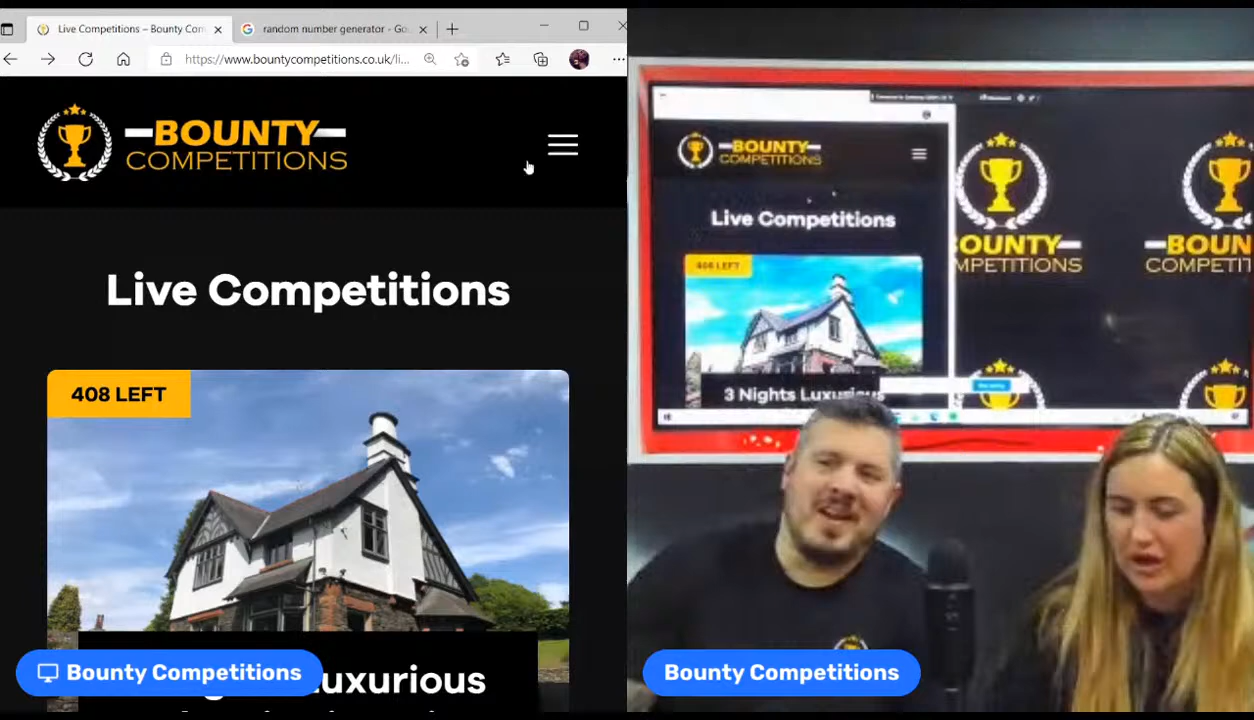 Live Competitions – Bounty Com
random number generator - Go
https://www.bountycompetitions.co.uk/li...
BOUNTY
COMPETITIONS
Live Competitions
408 LEFT
uxurious
Bounty Competitions
BOUNTY
COMPETITIONS
Live Competitions
408 LEFT
3 Nights Luxurious
OUNTY
MPETITIONS
BOUN
COMPETIT
Bounty Competitions